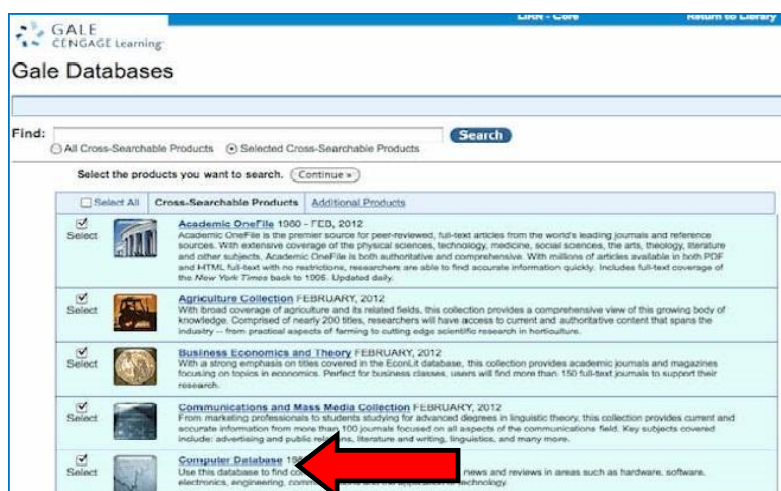 LIRN - Core Return to Library
GALE
CENGAGE Learning
Gale Databases
Find: Search
All Cross-Searchable Products Selected Cross-Searchable Products
Select the products you want to search. Continue »
Select All Cross-Searchable Products Additional Products
Select Academic OneFile 1980 - FEB, 2012
Academic OneFile is the premier source for peer-reviewed, full-text articles from the world's leading journals and reference
sources. With extensive coverage of the physical sciences, technology, medicine, social sciences, the arts, theology, literature
and other subjects, Academic OneFile is both authoritative and comprehensive. With millions of articles available in both PDF
and HTML full-text with no restrictions, researchers are able to find accurate information quickly. Includes full-text coverage of
the New York Times back to 1995. Updated daily.
Select Agriculture Collection FEBRUARY, 2012
With broad coverage of agriculture and its related fields, this collection provides a comprehensive view of this growing body of
knowledge. Comprised of nearly 200 titles, researchers will have access to current and authoritative content that spans the
industry -- from practical aspects of farming to cutting edge scientific research in horticulture.
Select Business Economics and Theory FEBRUARY, 2012
With a strong emphasis on titles covered in the EconLit database, this collection provides academic journals and magazines
focusing on topics in economics. Perfect for business classes, users will find more than 150 full-text journals to support their
research.
Select Communications and Mass Media Collection FEBRUARY, 2012
From marketing professionals to students studying for advanced degrees in linguistic theory, this collection provides current and
accurate information from more than 100 journals focused on all aspects of the communications field. Key subjects covered
include: advertising and public relations, literature and writing, linguistics, and many more.
Select Computer Database
Use this database to find news and reviews in areas such as hardware, software,
electronics, engineering, technology.